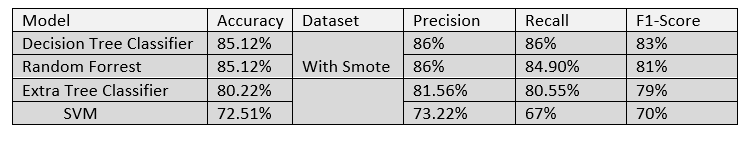 Model Accuracy Dataset Precision Recall F1-Score
Decision Tree Classifier 85.12% 86% 86% 83%
Random Forrest 85.12% With Smote 86% 84.90% 81%
Extra Tree Classifier 80.22% 81.56% 80.55% 79%
SVM 72.51% 73.22% 67% 70%